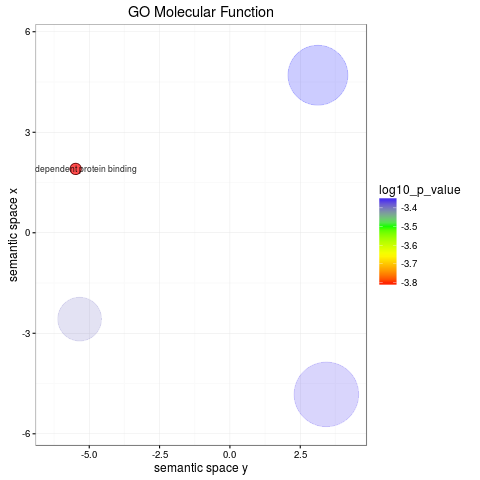 GO Molecular Function
6
3
0
-3
-6
semantic space x
dependent protein binding
-5.0
-2.5
0.0
2.5
semantic space y
log10_p_value
-3.4
-3.5
-3.6
-3.7
-3.8